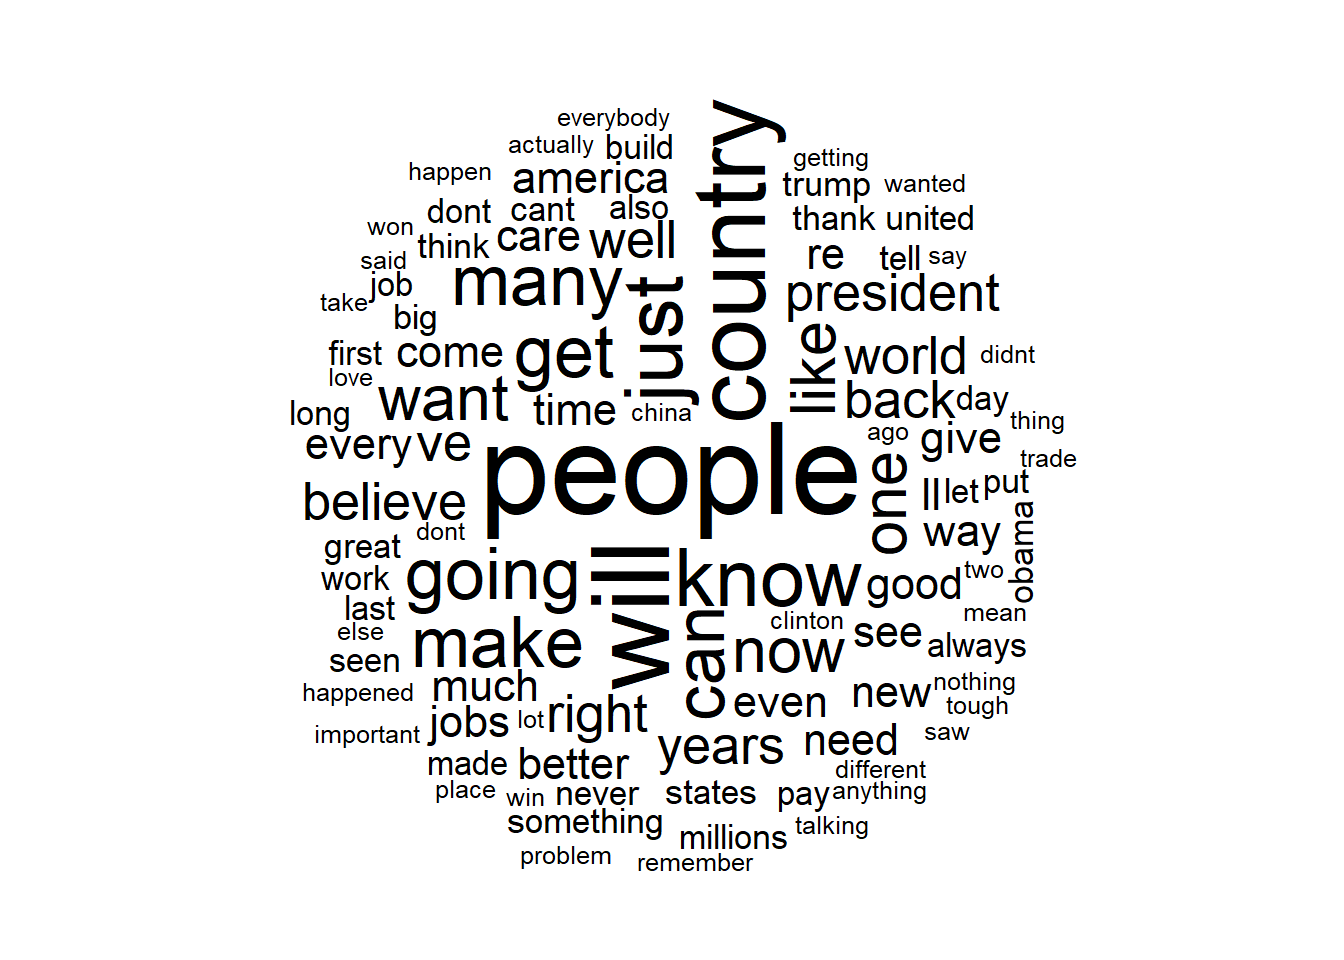 everybody
actually
build
getting
happen
america
trump
wanted
country
dont
cant
also
thank
united
won
think
care
well
re
tell
say
said
job
many
just
president
take
big
like
first
come
get
world
didnt
love
want
time
china
back
day
long
thing
every
ve
people
ago
give
trade
believe
one
ll
let
put
dont
way
obama
great
going
will
know
good
two
work
last
make
can
clinton
mean
else
now
see
always
seen
happened
much
even
new
nothing
important
jobs
lot
right
tough
years
need
saw
made
better
different
place
win
never
states
pay
anything
something
millions
talking
problem
remember